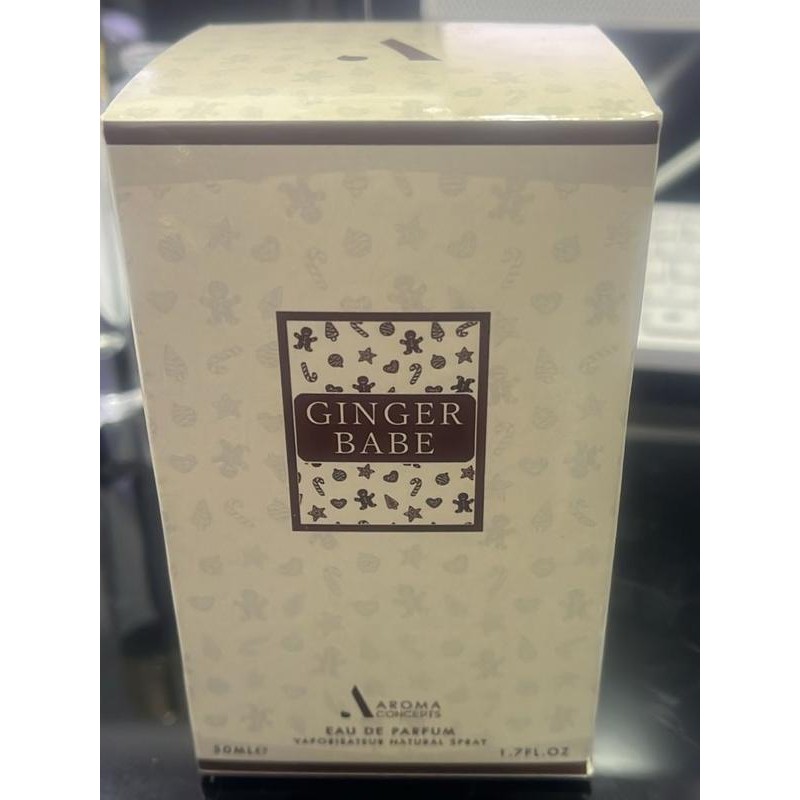 GINGER
BABE
AROMA
CONCEPTS
EAU DE PARFUM
VAPORISATEUR NATURAL SPRAY
50ML℮ 1.7FL.OZ